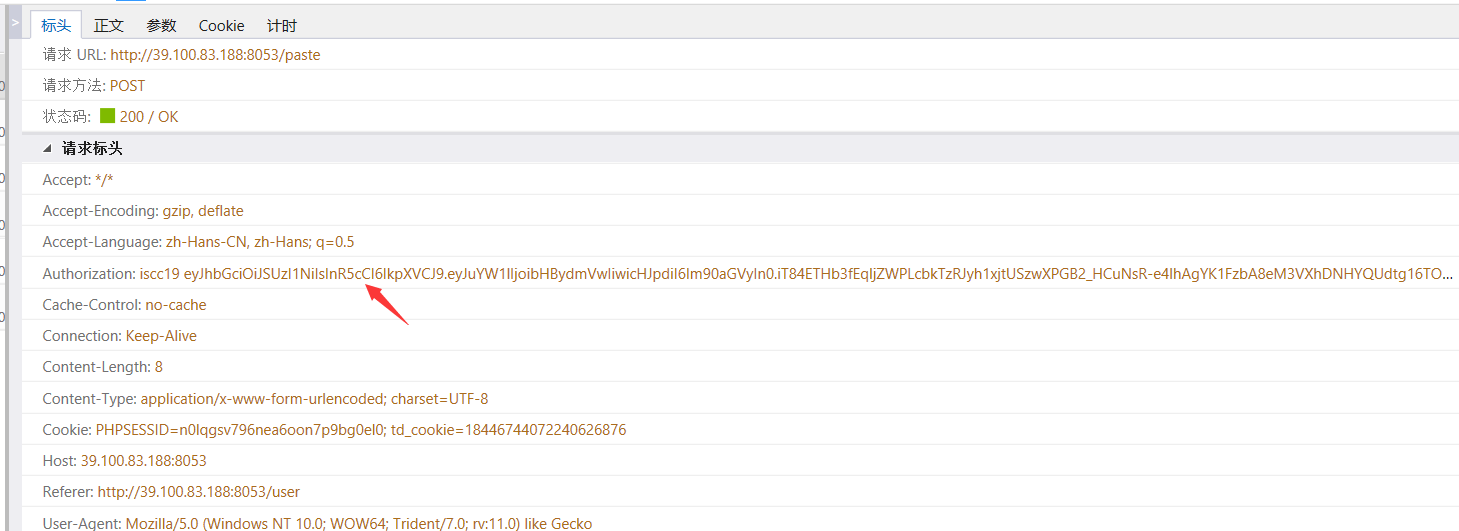 标头 正文 参数 Cookie 计时
请求 URL: http://39.100.83.188:8053/paste
请求方法: POST
状态码: 200 / OK
请求标头
Accept: */*
Accept-Encoding: gzip, deflate
Accept-Language: zh-Hans-CN, zh-Hans; q=0.5
Authorization: iscc19 eyJhbGciOiJSUzI1NiIsInR5cCI6IkpXVCJ9.eyJuYW1lIjoibHBydmVwIiwicHJpdiI6Im90aGVyIn0.iT84ETHb3fEqIjZWPLcbkTzRJyh1xjtUSzwXPGB2_HCuNsR-e4IhAgYK1FzbA8eM3VXhDNHYQUdtg16TO...
Cache-Control: no-cache
Connection: Keep-Alive
Content-Length: 8
Content-Type: application/x-www-form-urlencoded; charset=UTF-8
Cookie: PHPSESSID=n0lqgsv796nea6oon7p9bg0el0; td_cookie=18446744072240626876
Host: 39.100.83.188:8053
Referer: http://39.100.83.188:8053/user
User-Agent: Mozilla/5.0 (Windows NT 10.0; WOW64; Trident/7.0; rv:11.0) like Gecko